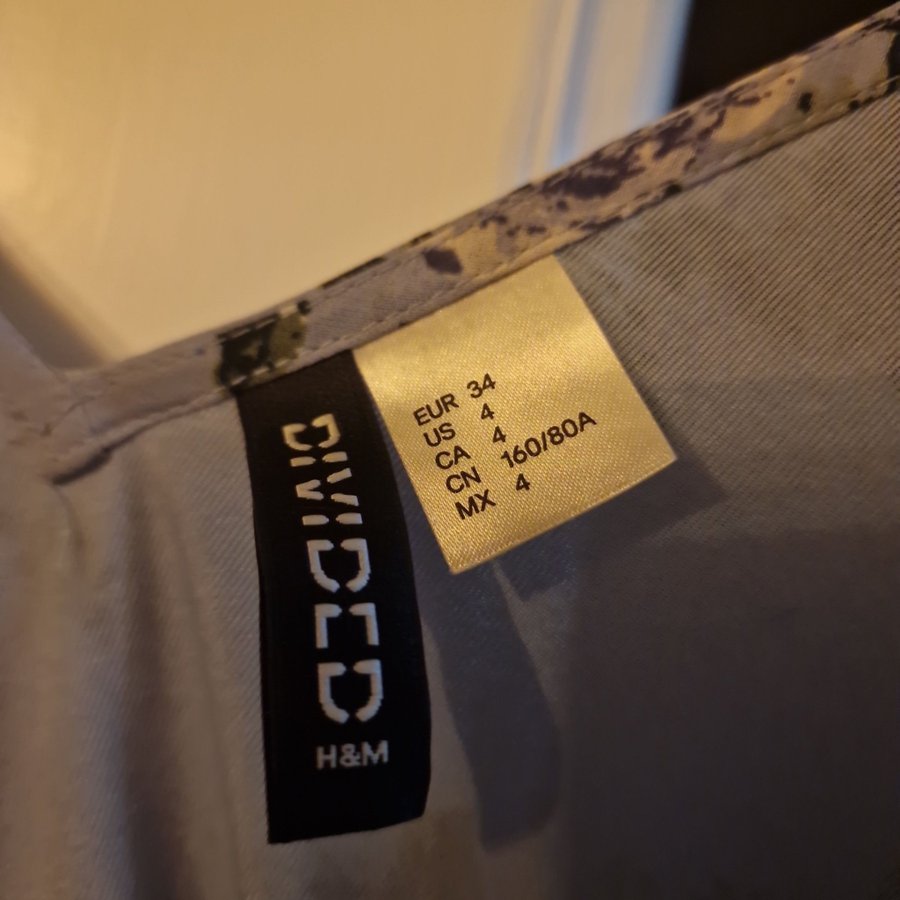 DIVIDED
H&M
EUR 34
US 4
CA 4
CN 160/80A
MX 4